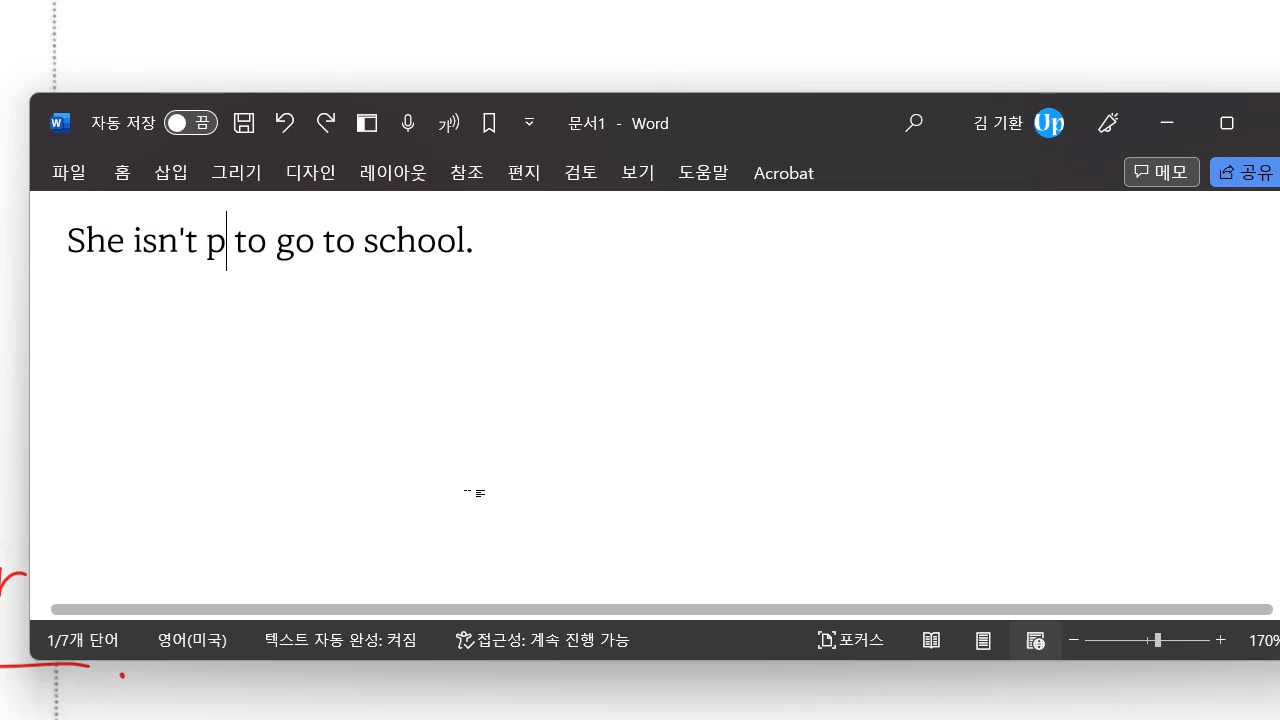 자동 저장 끔 문서1 - Word 김 기환 Up
파일 홈 삽입 그리기 디자인 레이아웃 참조 편지 검토 보기 도움말 Acrobat 메모 공유
She isn't p to go to school.
r
1/7개 단어 영어(미국) 텍스트 자동 완성: 켜짐 접근성: 계속 진행 가능 포커스 170%